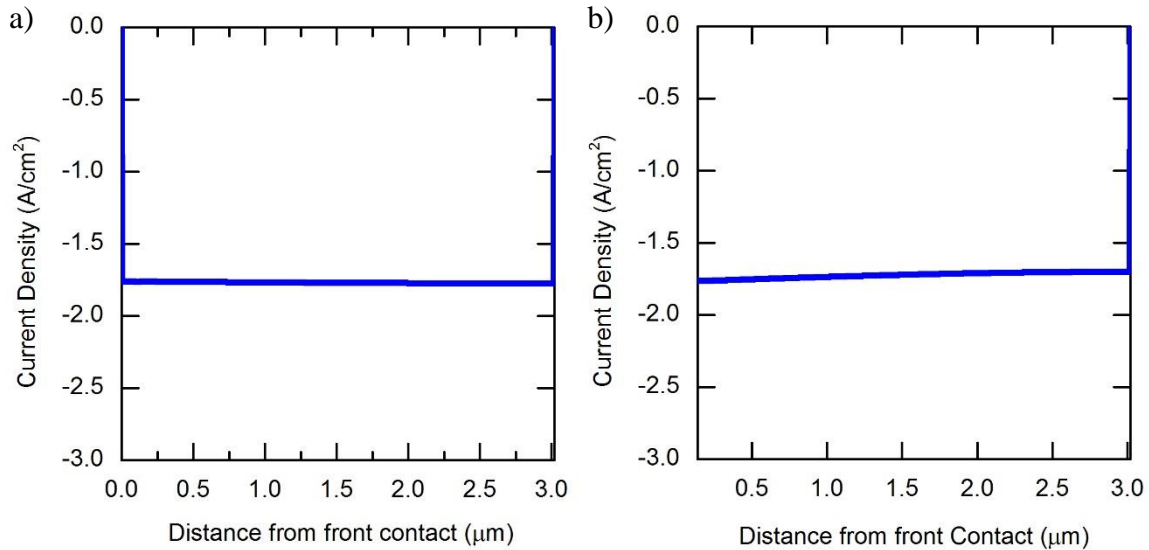 a)
0.0
-0.5
-1.0
-1.5
-2.0
-2.5
-3.0
Current Density (A/cm²)
0.0 0.5 1.0 1.5 2.0 2.5 3.0
Distance from front contact (μm)
b)
0.0
-0.5
-1.0
-1.5
-2.0
-2.5
-3.0
Current Density (A/cm²)
0.5 1.0 1.5 2.0 2.5 3.0
Distance from front Contact (μm)